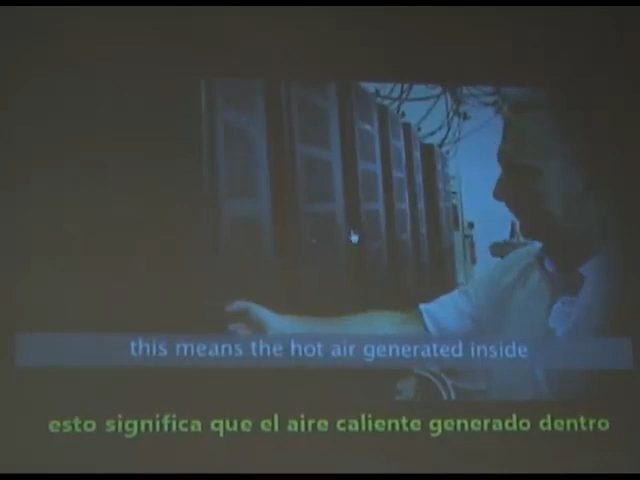 this means the hot air generated inside
esto significa que el aire caliente generado dentro